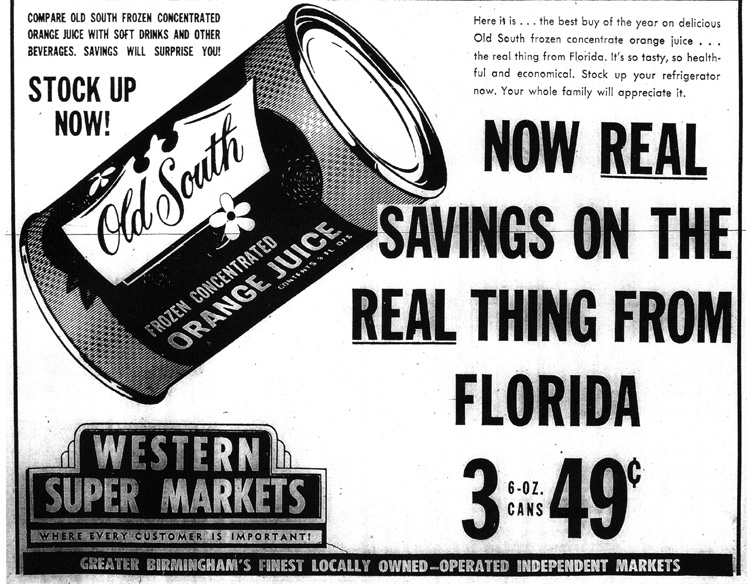 COMPARE OLD SOUTH FROZEN CONCENTRATED
ORANGE JUICE WITH SOFT DRINKS AND OTHER
BEVERAGES. SAVINGS WILL SURPRISE YOU!
STOCK UP
NOW!
Old South
FROZEN CONCENTRATED
ORANGE JUICE
CONTENTS FL OZS
Here it is . . . the best buy of the year on delicious
Old South frozen concentrate orange juice . . .
the real thing from Florida. It's so tasty, so health-
ful and economical. Stock up your refrigerator
now. Your whole family will appreciate it.
NOW REAL
SAVINGS ON THE
REAL THING FROM
FLORIDA
3 6-OZ. CANS 49¢
WESTERN
SUPER MARKETS
WHERE EVERY CUSTOMER IS IMPORTANT!
GREATER BIRMINGHAM'S FINEST LOCALLY OWNED—OPERATED INDEPENDENT MARKETS